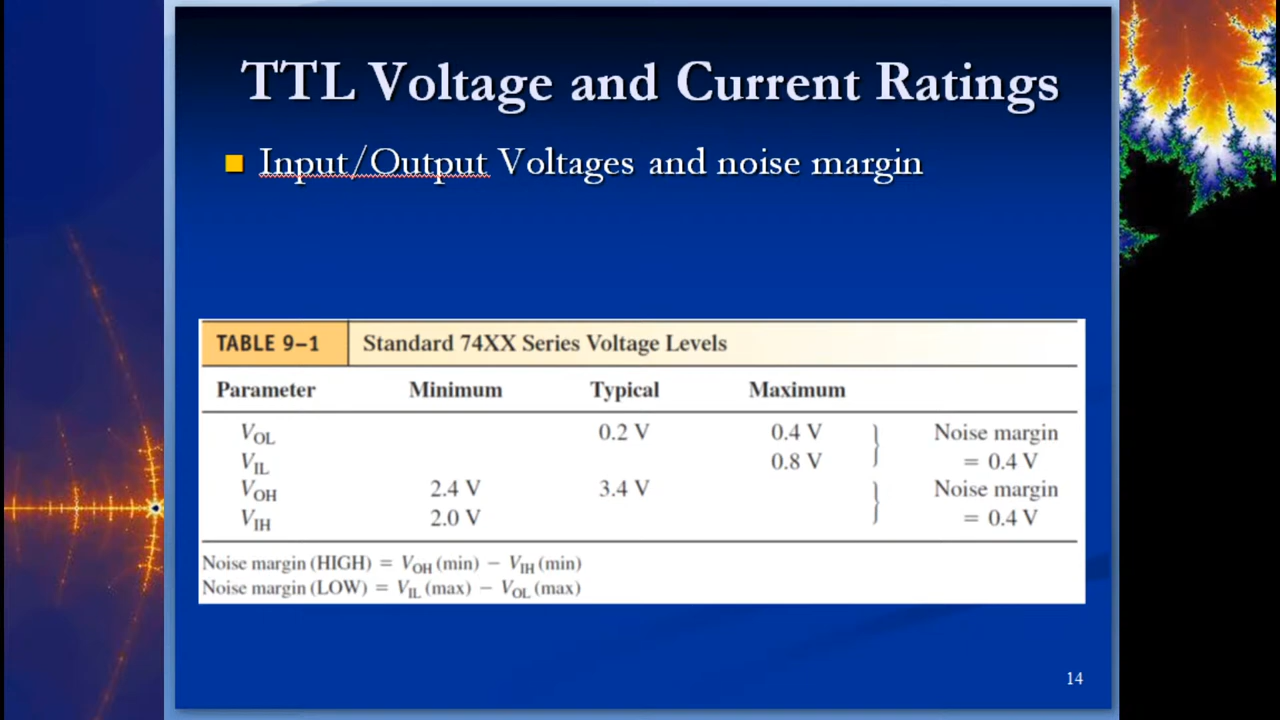 TTL Voltage and Current Ratings
Input/Output Voltages and noise margin
TABLE 9–1 Standard 74XX Series Voltage Levels
Parameter Minimum Typical Maximum
VOL 0.2 V 0.4 V Noise margin
VIL 0.8 V = 0.4 V
VOH 2.4 V 3.4 V Noise margin
VIH 2.0 V = 0.4 V
Noise margin (HIGH) = VOH (min) − VIH (min)
Noise margin (LOW) = VIL (max) − VOL (max)
14